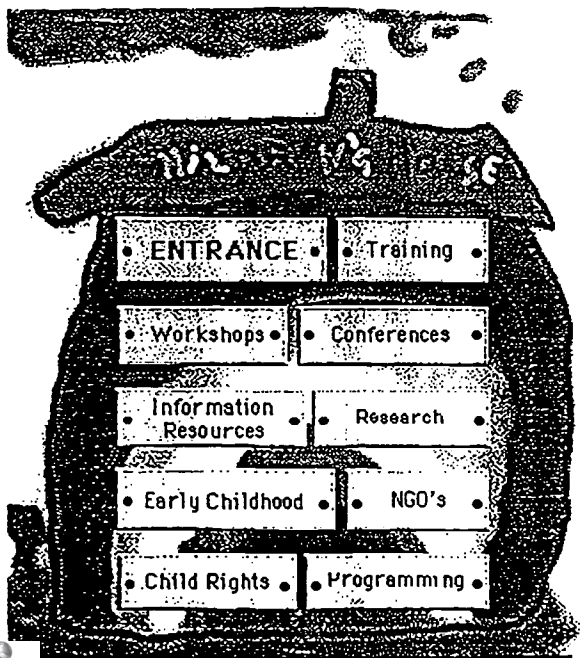 ENTRANCE
Training
Workshops
Conferences
Information
Resources
Research
Early Childhood
NGO's
Child Rights
Programming